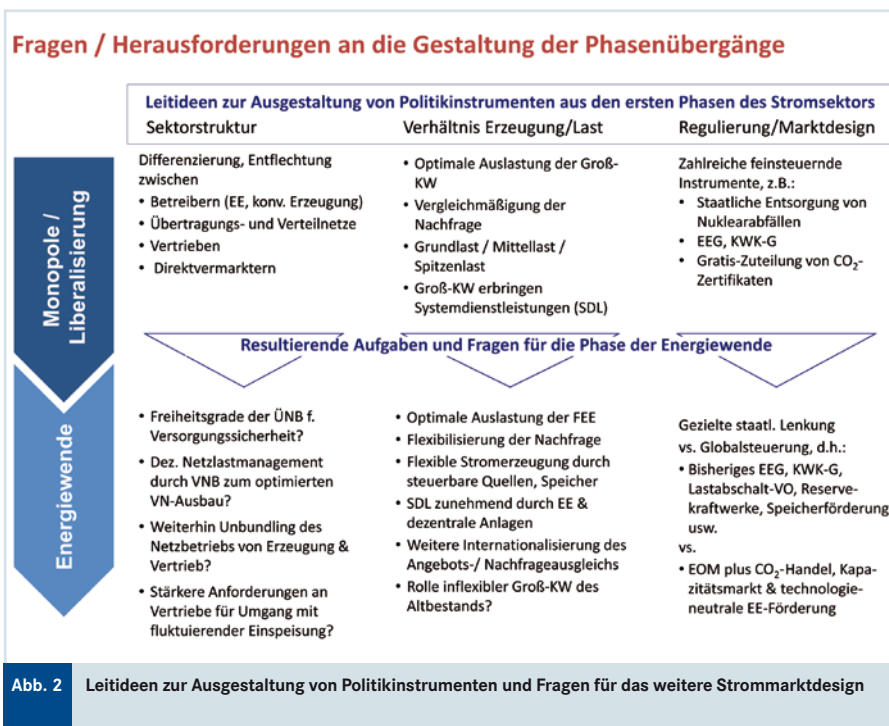 Fragen / Herausforderungen an die Gestaltung der Phasenübergänge
Leitideen zur Ausgestaltung von Politikinstrumenten aus den ersten Phasen des Stromsektors
Sektorstruktur
Verhältnis Erzeugung/Last
Regulierung/Marktdesign
Monopole /
Liberalisierung
Differenzierung, Entflechtung
zwischen
• Betreibern (EE, konv. Erzeugung)
• Übertragungs- und Verteilnetze
• Vertrieben
• Direktvermarktern
• Optimale Auslastung der Groß-
KW
• Vergleichmäßigung der
Nachfrage
• Grundlast / Mittellast /
Spitzenlast
• Groß-KW erbringen
Systemdienstleistungen (SDL)
Zahlreiche feinsteuernde
Instrumente, z.B.:
• Staatliche Entsorgung von
Nuklearabfällen
• EEG, KWK-G
• Gratis-Zuteilung von CO₂-
Zertifikaten
Resultierende Aufgaben und Fragen für die Phase der Energiewende
Energiewende
• Freiheitsgrade der ÜNB f.
Versorgungssicherheit?
• Dez. Netzlastmanagement
durch VNB zum optimierten
VN-Ausbau?
• Weiterhin Unbundling des
Netzbetriebs von Erzeugung &
Vertrieb?
• Stärkere Anforderungen an
Vertriebe für Umgang mit
fluktuierender Einspeisung?
• Optimale Auslastung der FEE
• Flexibilisierung der Nachfrage
• Flexible Stromerzeugung durch
steuerbare Quellen, Speicher
• SDL zunehmend durch EE &
dezentrale Anlagen
• Weitere Internationalisierung des
Angebots-/ Nachfrageausgleichs
• Rolle inflexibler Groß-KW des
Altbestands?
Gezielte staatl. Lenkung
vs. Globalsteuerung, d.h.:
• Bisheriges EEG, KWK-G,
Lastabschalt-VO, Reserve-
kraftwerke, Speicherförderung
usw.
vs.
• EOM plus CO₂-Handel, Kapa-
zitätsmarkt & technologie-
neutrale EE-Förderung
Abb. 2 Leitideen zur Ausgestaltung von Politikinstrumenten und Fragen für das weitere Strommarktdesign